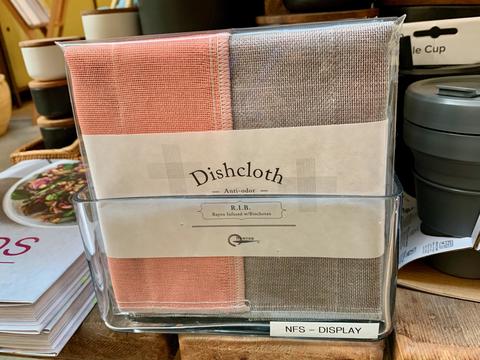 le Cup
Dishcloth
Anti-odor
R.I.B.
Rayon Infused w/Binchotan
NFS - DISPLAY